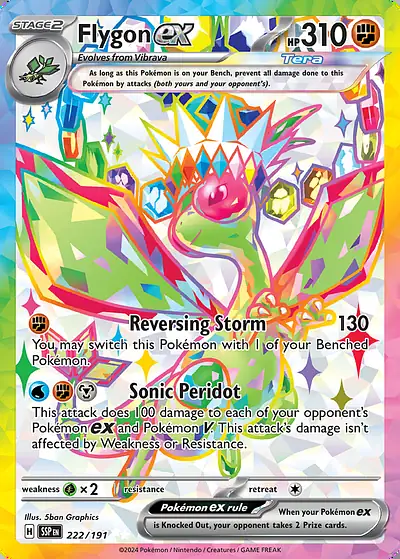 STAGE2 Flygon ex HP 310
Evolves from Vibrava Tera
As long as this Pokémon is on your Bench, prevent all damage done to this
Pokémon by attacks (both yours and your opponent's).
Reversing Storm 130
You may switch this Pokémon with 1 of your Benched
Pokémon.
Sonic Peridot
This attack does 100 damage to each of your opponent's
Pokémon ex and Pokémon V. This attack's damage isn't
affected by Weakness or Resistance.
weakness ×2 resistance retreat
Illus. 5ban Graphics
Pokémon ex rule When your Pokémon ex
is Knocked Out, your opponent takes 2 Prize cards.
H SSP EN 222/191
©2024 Pokémon / Nintendo / Creatures / GAME FREAK